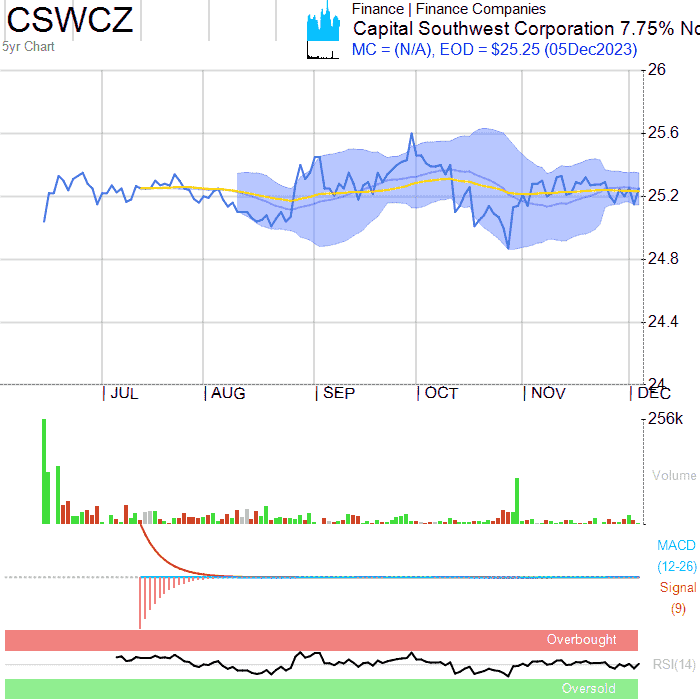 CSWCZ
5yr Chart
Finance | Finance Companies
Capital Southwest Corporation 7.75% No
MC = (N/A), EOD = $25.25 (05Dec2023)
26
25.6
25.2
24.8
24.4
24
JUL AUG SEP OCT NOV DEC
256k
Volume
MACD
(12-26)
Signal
(9)
Overbought
RSI(14)
Oversold